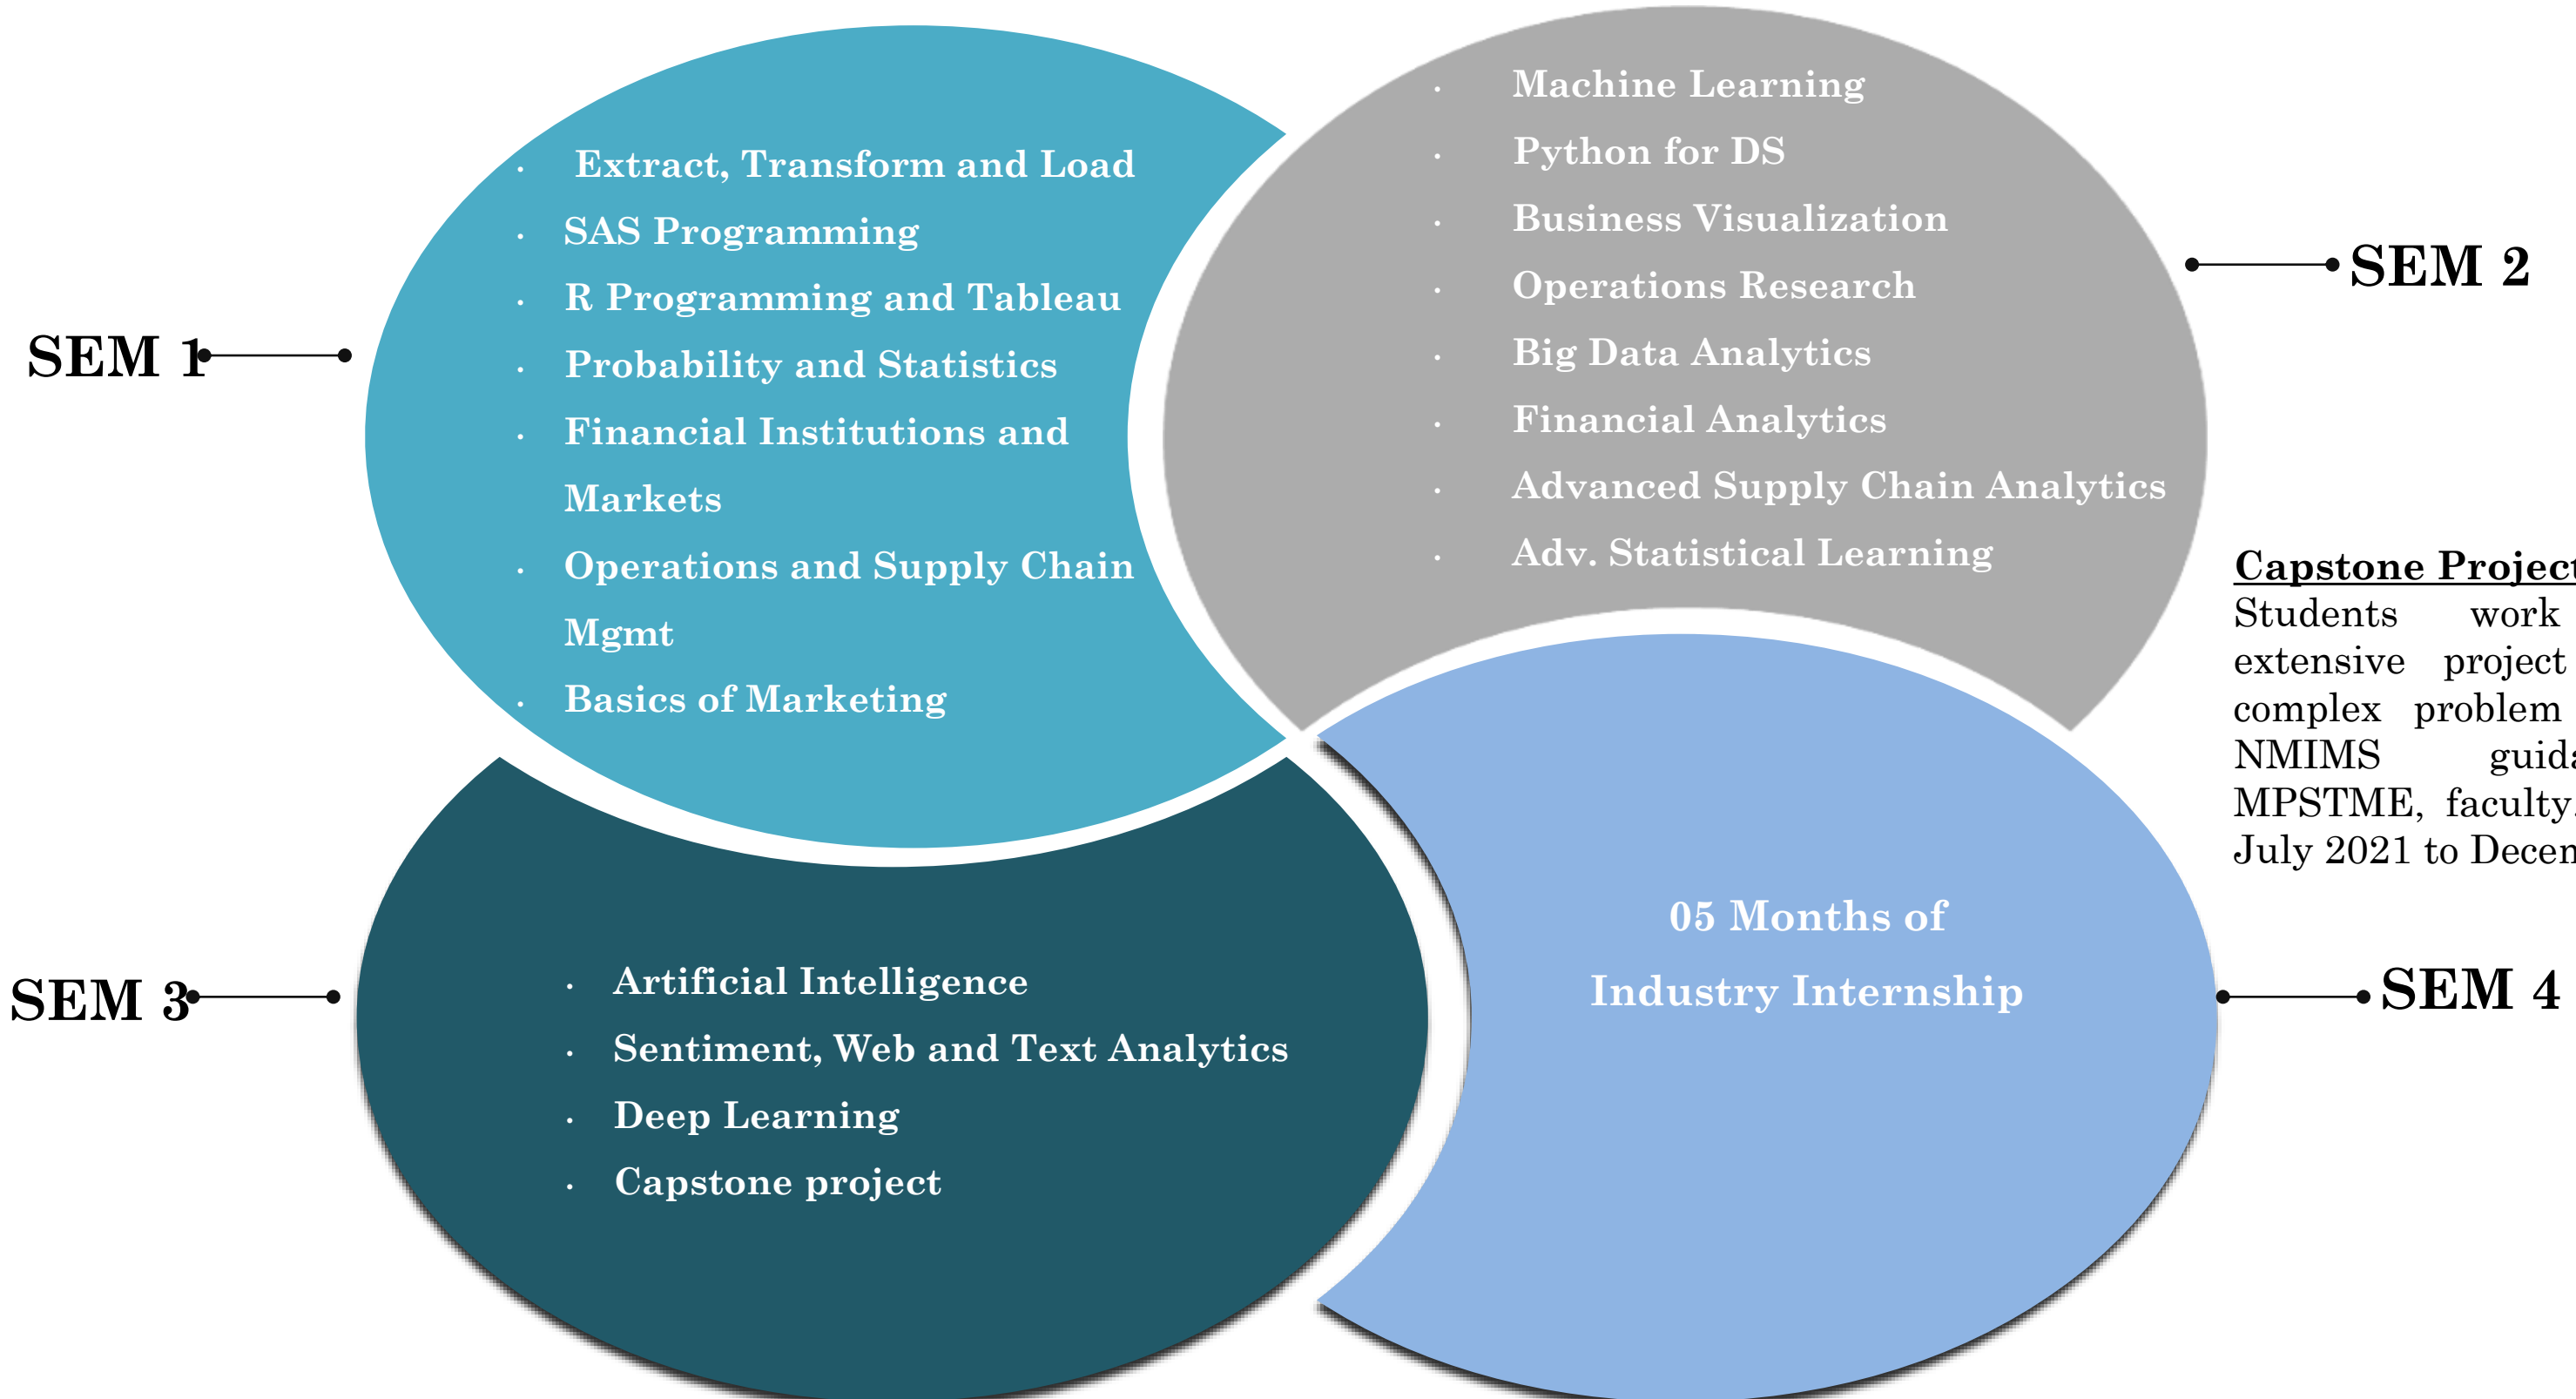 SEM 1
Extract, Transform and Load
SAS Programming
R Programming and Tableau
Probability and Statistics
Financial Institutions and
Markets
Operations and Supply Chain
Mgmt
Basics of Marketing
SEM 2
Machine Learning
Python for DS
Business Visualization
Operations Research
Big Data Analytics
Financial Analytics
Advanced Supply Chain Analytics
Adv. Statistical Learning
SEM 3
Artificial Intelligence
Sentiment, Web and Text Analytics
Deep Learning
Capstone project
SEM 4
05 Months of
Industry Internship
Capstone Project
Students work
extensive project
complex problem
NMIMS
MPSTME, faculty.
July 2021 to